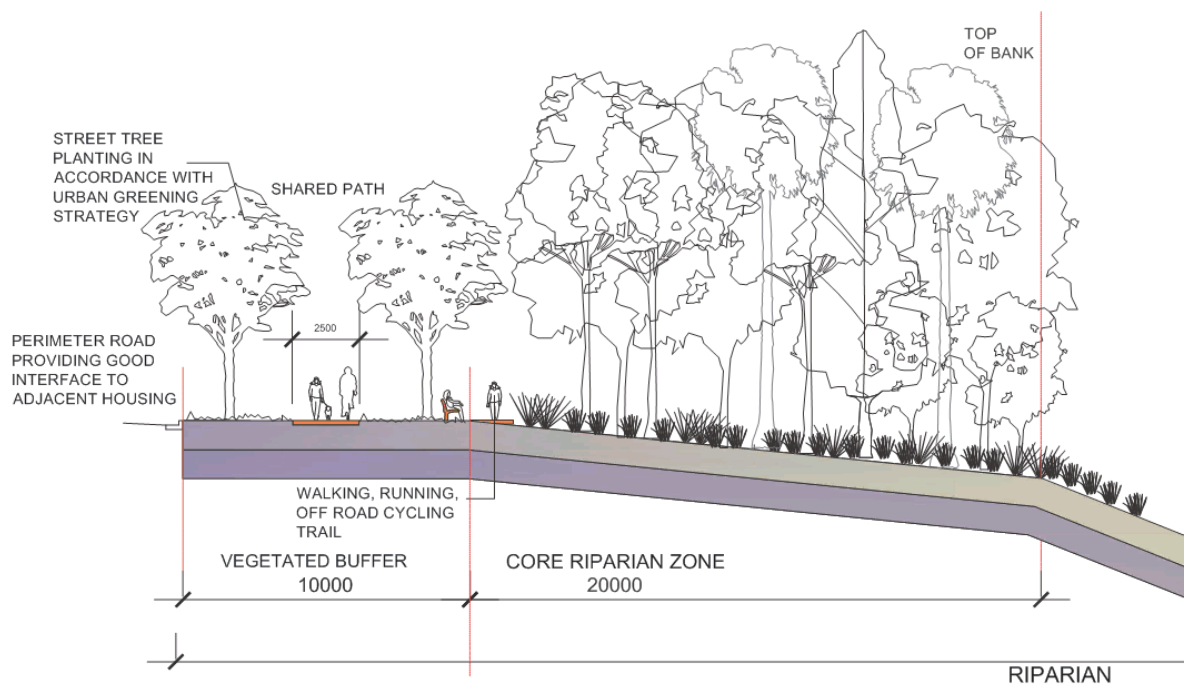 TOP
OF BANK
STREET TREE
PLANTING IN
ACCORDANCE WITH
URBAN GREENING
STRATEGY
SHARED PATH
2500
PERIMETER ROAD
PROVIDING GOOD
INTERFACE TO
ADJACENT HOUSING
WALKING, RUNNING,
OFF ROAD CYCLING
TRAIL
VEGETATED BUFFER
10000
CORE RIPARIAN ZONE
20000
RIPARIAN